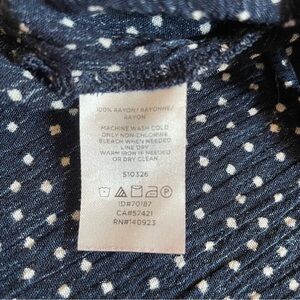 100% RAYON/ RAYONNE/
RAYON
MACHINE WASH COLD
ONLY NON-CHLORINE
BLEACH WHEN NEEDED
LINE DRY
WARM IRON IF NEEDED
OR DRY CLEAN
510326
ID#70187
CA#57421
RN#140923